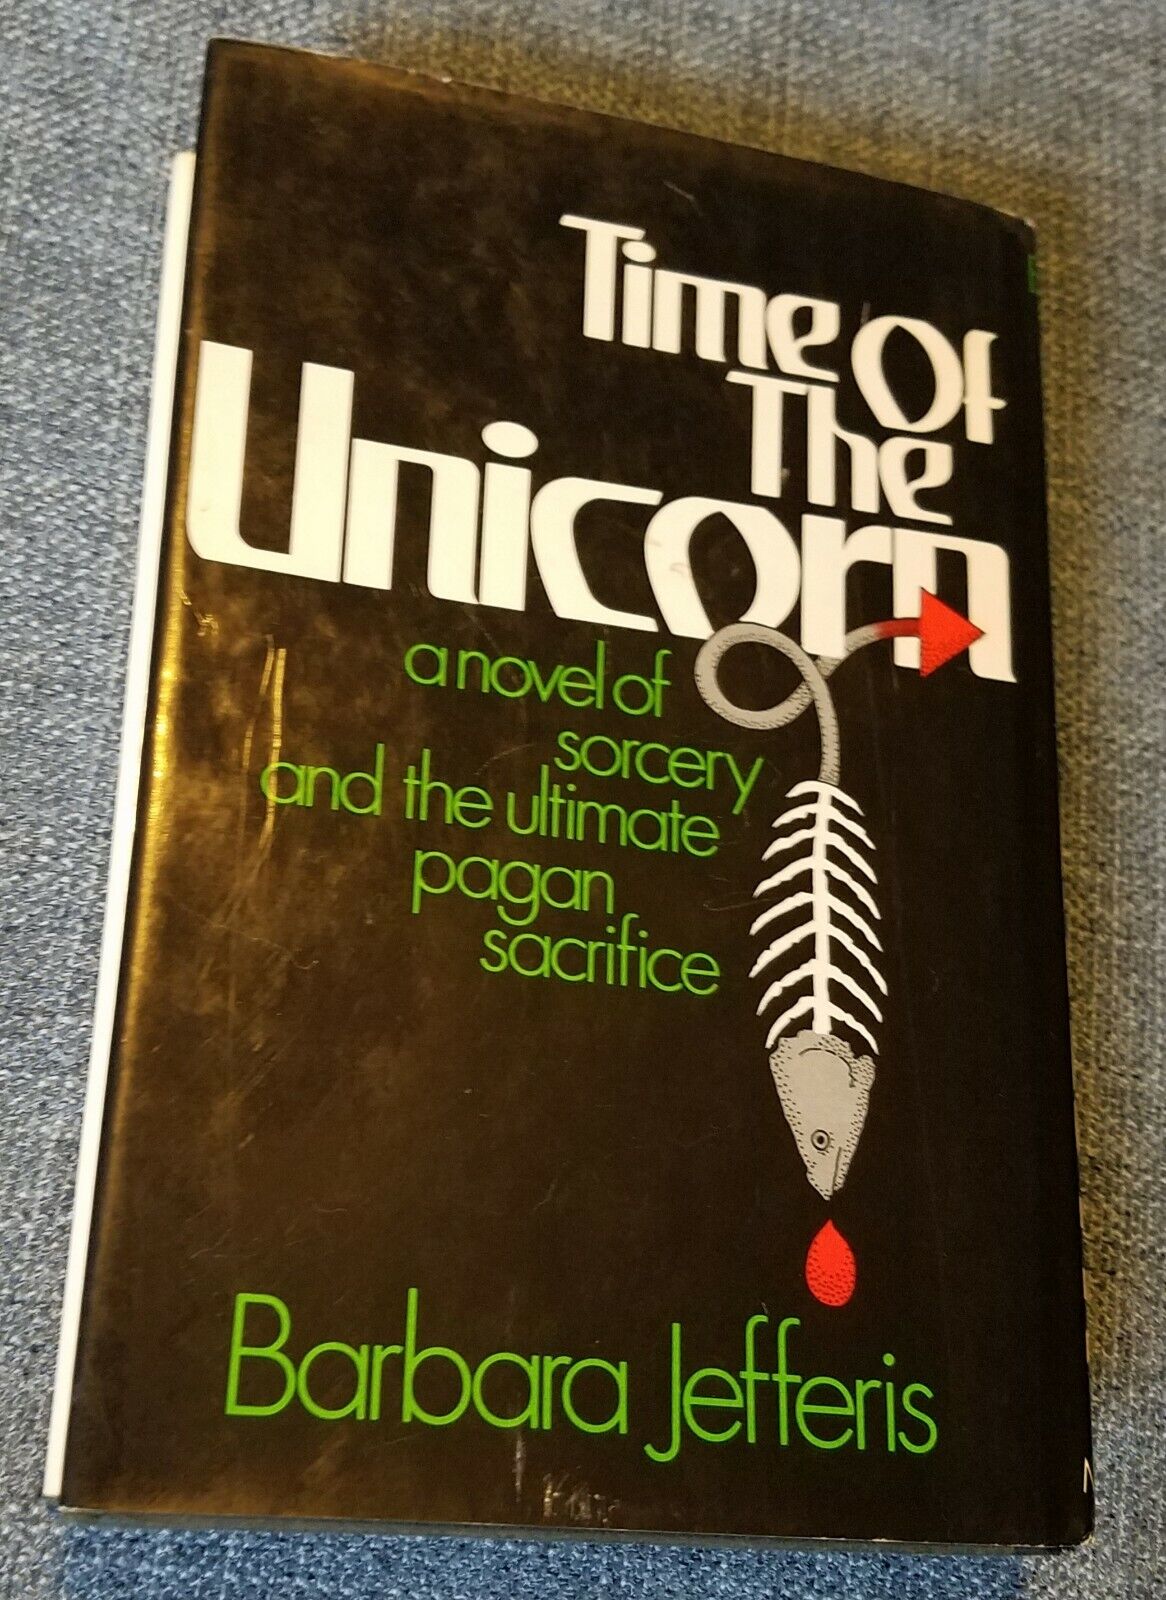 Time Of
The
Unicorn
a novel of
sorcery
and the ultimate
pagan
sacrifice
Barbara Jefferis